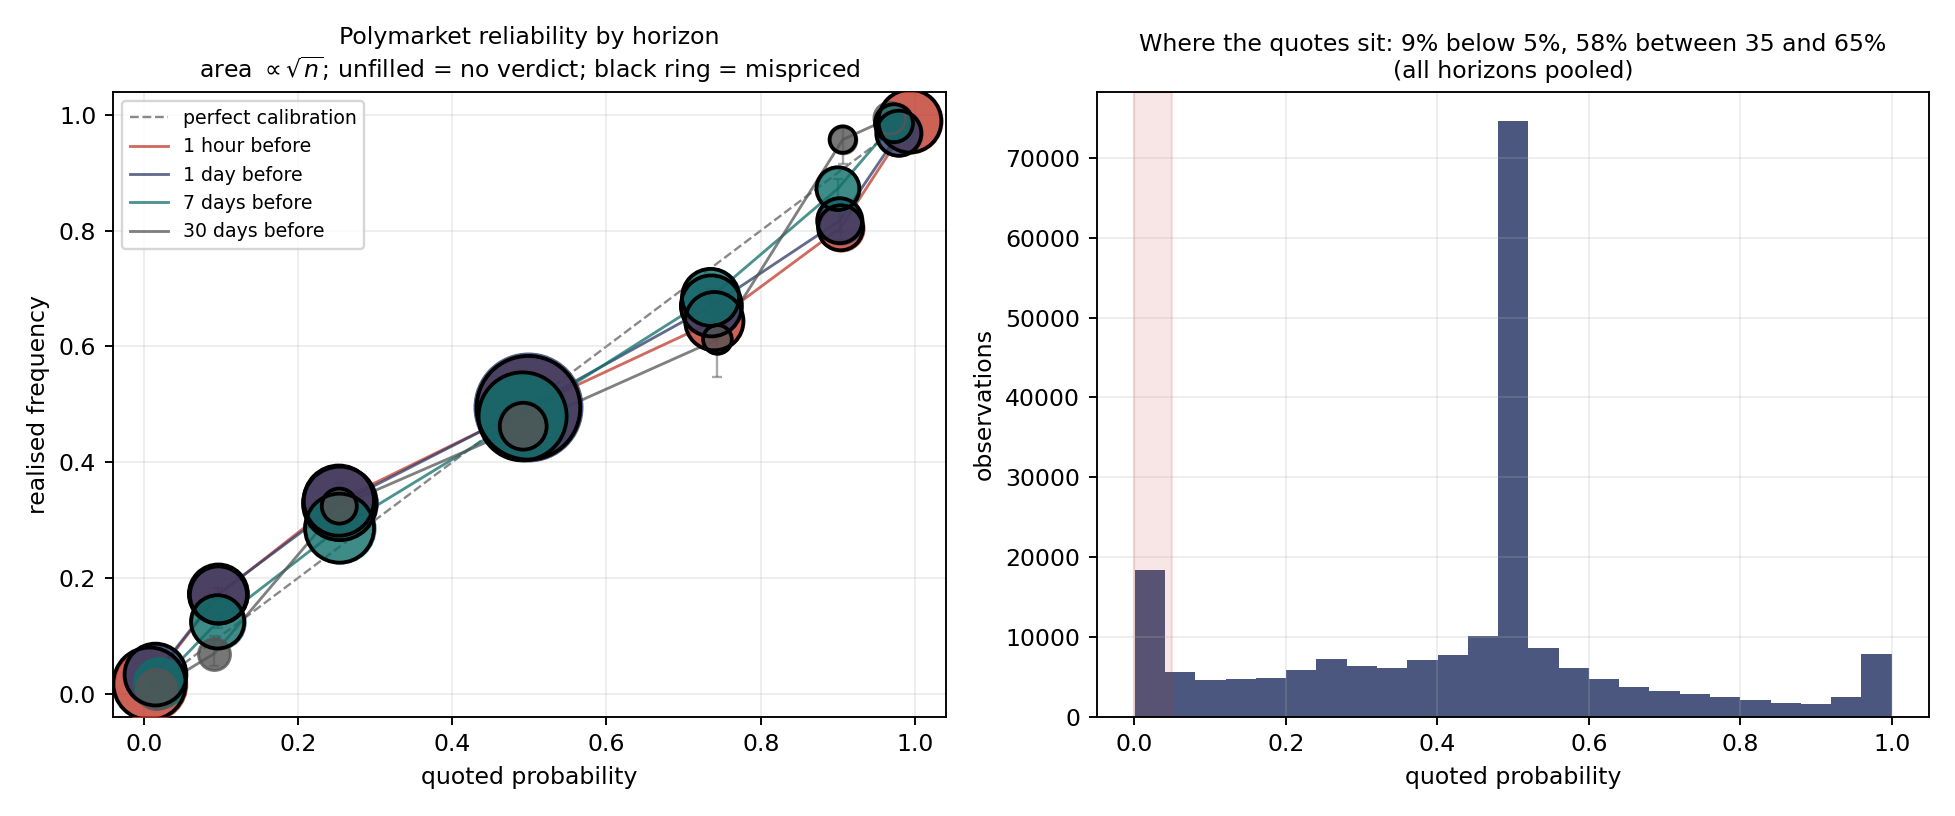 Polymarket reliability by horizon
area ∝√n; unfilled = no verdict; black ring = mispriced
perfect calibration
1 hour before
1 day before
7 days before
30 days before
1.0
0.8
0.6
0.4
0.2
0.0
realised frequency
0.0 0.2 0.4 0.6 0.8 1.0
quoted probability
Where the quotes sit: 9% below 5%, 58% between 35 and 65%
(all horizons pooled)
70000
60000
50000
40000
30000
20000
10000
0
observations
0.0 0.2 0.4 0.6 0.8 1.0
quoted probability